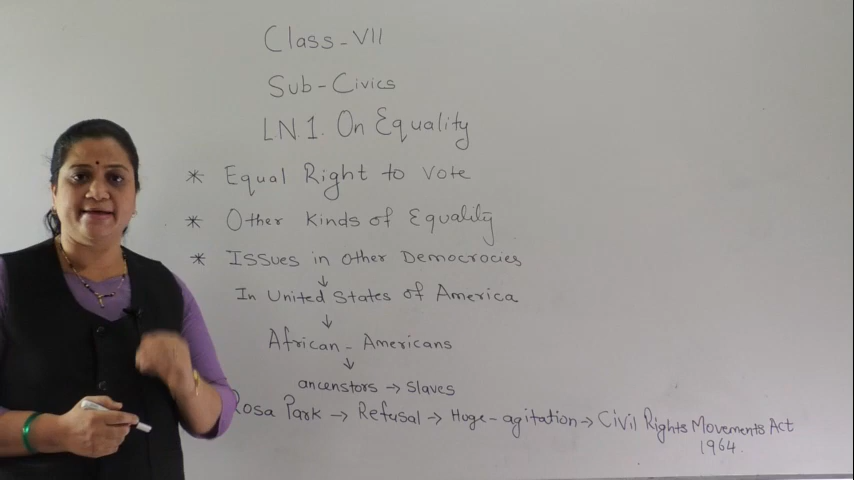 Class-VII
Sub-Civics
LN 1. On Equality
* Equal Right to Vote
* Other Kinds of Equality
* Issues in Other Democrocies
↓
In United States of America
↓
African-Americans
↓
ancenstors → Slaves
Rosa Park → Refusal → Huge-agitation → Civil Rights Movements Act
1964.